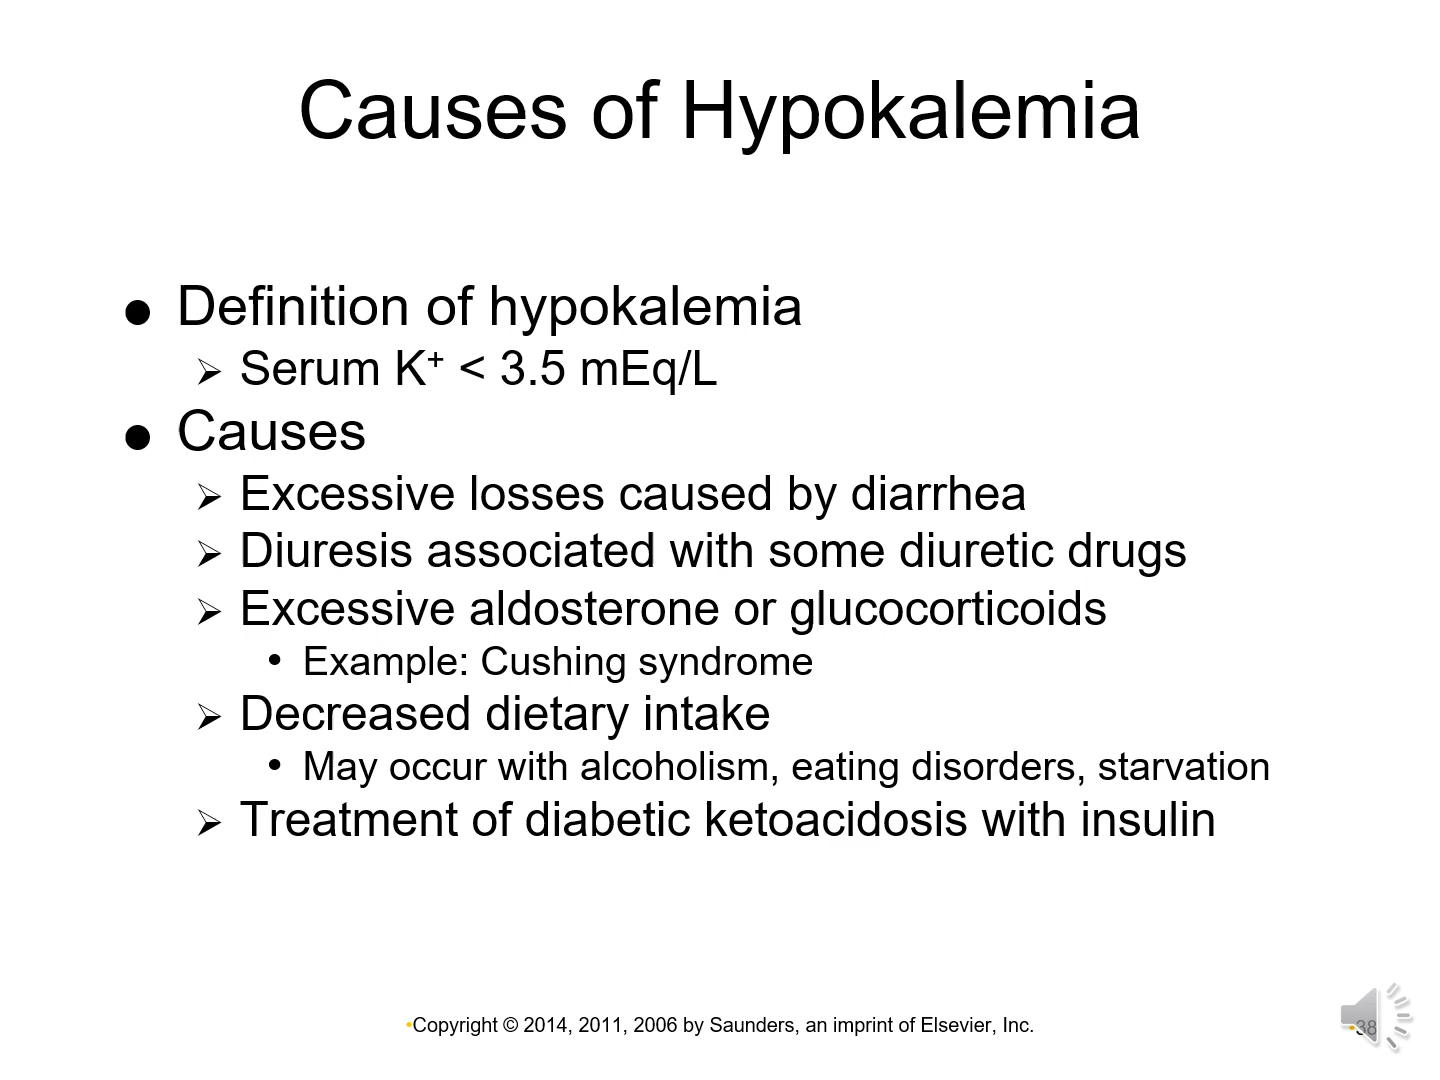 Causes of Hypokalemia
● Definition of hypokalemia
➢ Serum K⁺ < 3.5 mEq/L
● Causes
➢ Excessive losses caused by diarrhea
➢ Diuresis associated with some diuretic drugs
➢ Excessive aldosterone or glucocorticoids
• Example: Cushing syndrome
➢ Decreased dietary intake
• May occur with alcoholism, eating disorders, starvation
➢ Treatment of diabetic ketoacidosis with insulin
•Copyright © 2014, 2011, 2006 by Saunders, an imprint of Elsevier, Inc.
•38